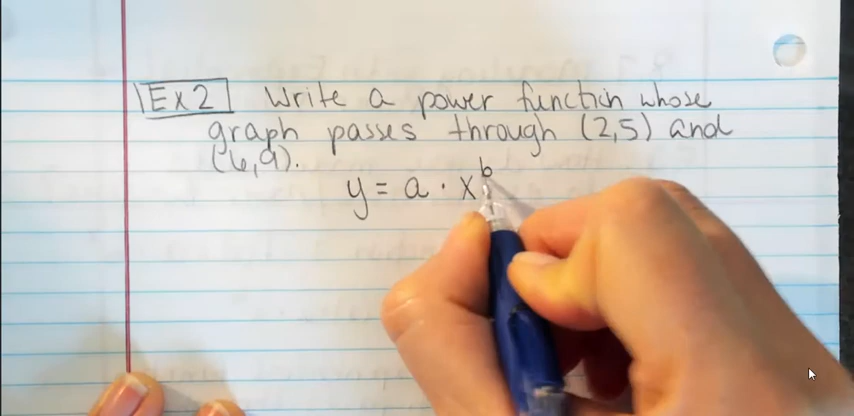 Ex 2 Write a power function whose
graph passes through (2,5) and
(6,9).
y = a · x^b